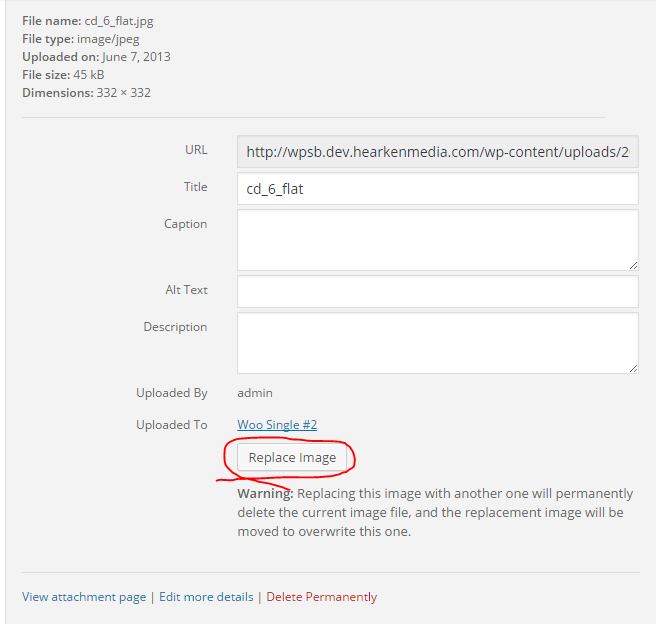 File name: cd_6_flat.jpg
File type: image/jpeg
Uploaded on: June 7, 2013
File size: 45 kB
Dimensions: 332 × 332
URL http://wpsb.dev.hearkenmedia.com/wp-content/uploads/2
Title cd_6_flat
Caption
Alt Text
Description
Uploaded By admin
Uploaded To Woo Single #2
Replace Image
Warning: Replacing this image with another one will permanently
delete the current image file, and the replacement image will be
moved to overwrite this one.
View attachment page | Edit more details | Delete Permanently